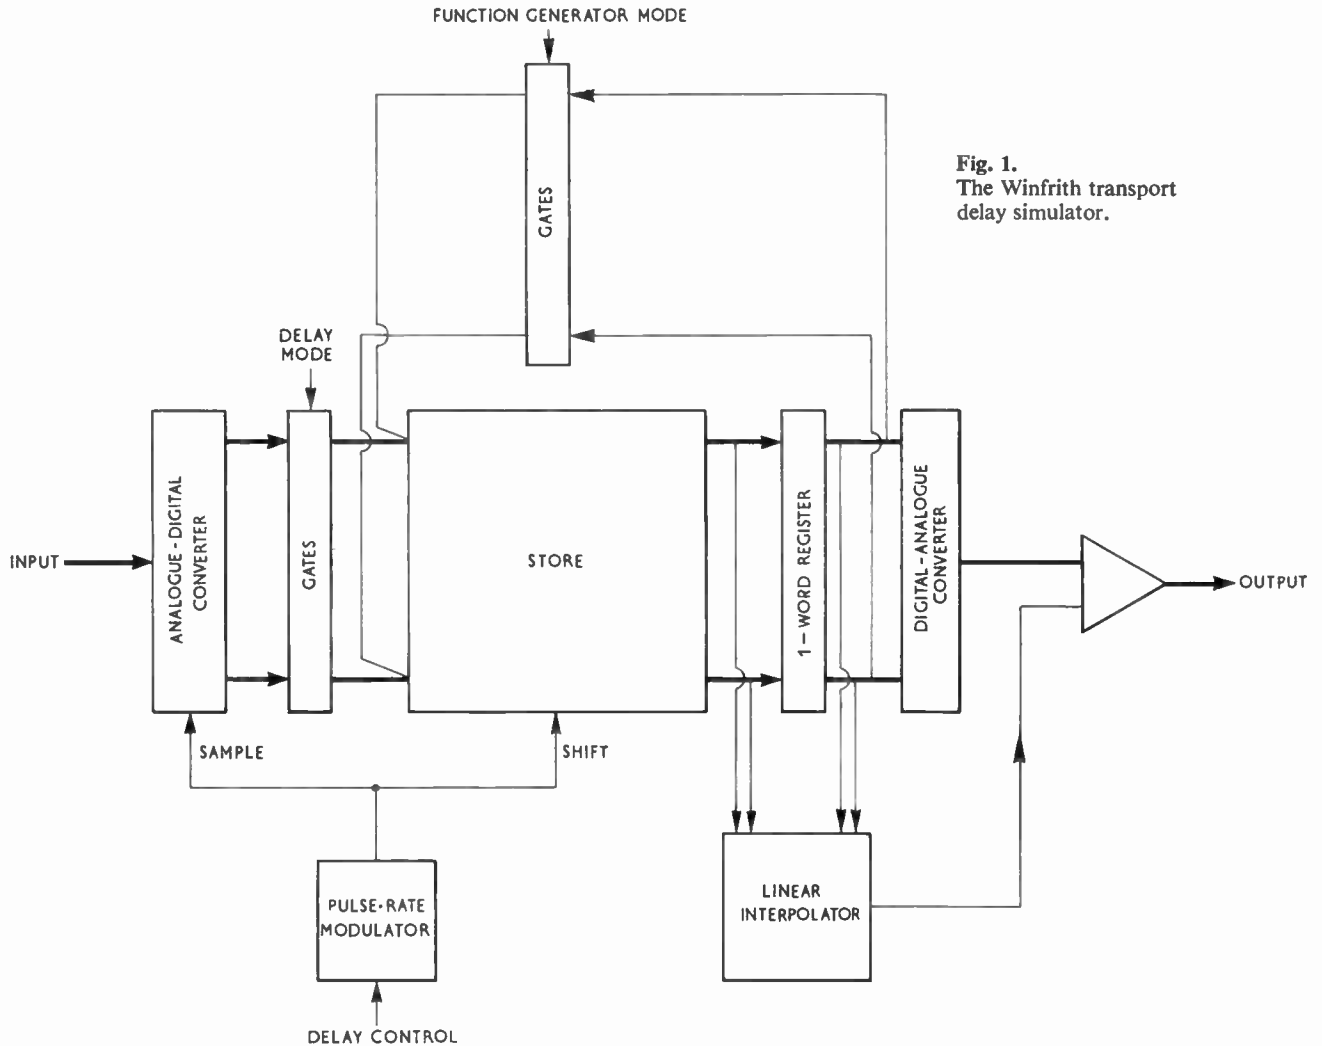 FUNCTION GENERATOR MODE
GATES
Fig. 1.
The Winfrith transport
delay simulator.
DELAY
MODE
INPUT
ANALOGUE-DIGITAL
CONVERTER
GATES
STORE
1-WORD REGISTER
DIGITAL-ANALOGUE
CONVERTER
OUTPUT
SAMPLE
SHIFT
PULSE-RATE
MODULATOR
LINEAR
INTERPOLATOR
DELAY CONTROL